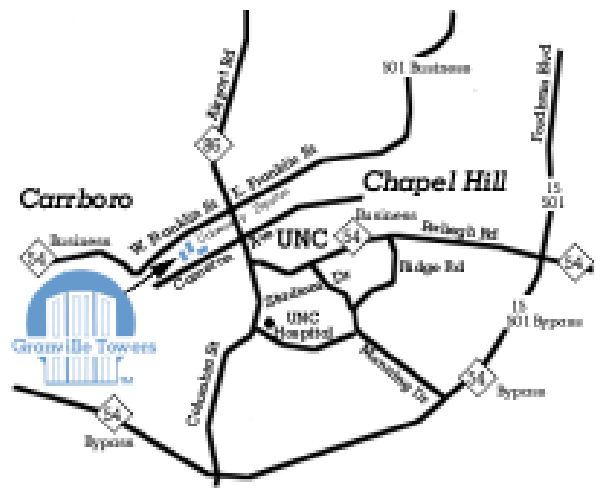 Airport Rd
501 Business
Fordham Blvd
86
E. Franklin St
Carrboro
Chapel Hill
W. Franklin St
15
501
Business
54
Business
54
UNC
Raleigh Rd
54
Cameron Ave
Ridge Rd
Granville Towers
UNC
Hospital
15
501 Bypass
Columbia St
Manning Dr
54
Bypass
54
Bypass